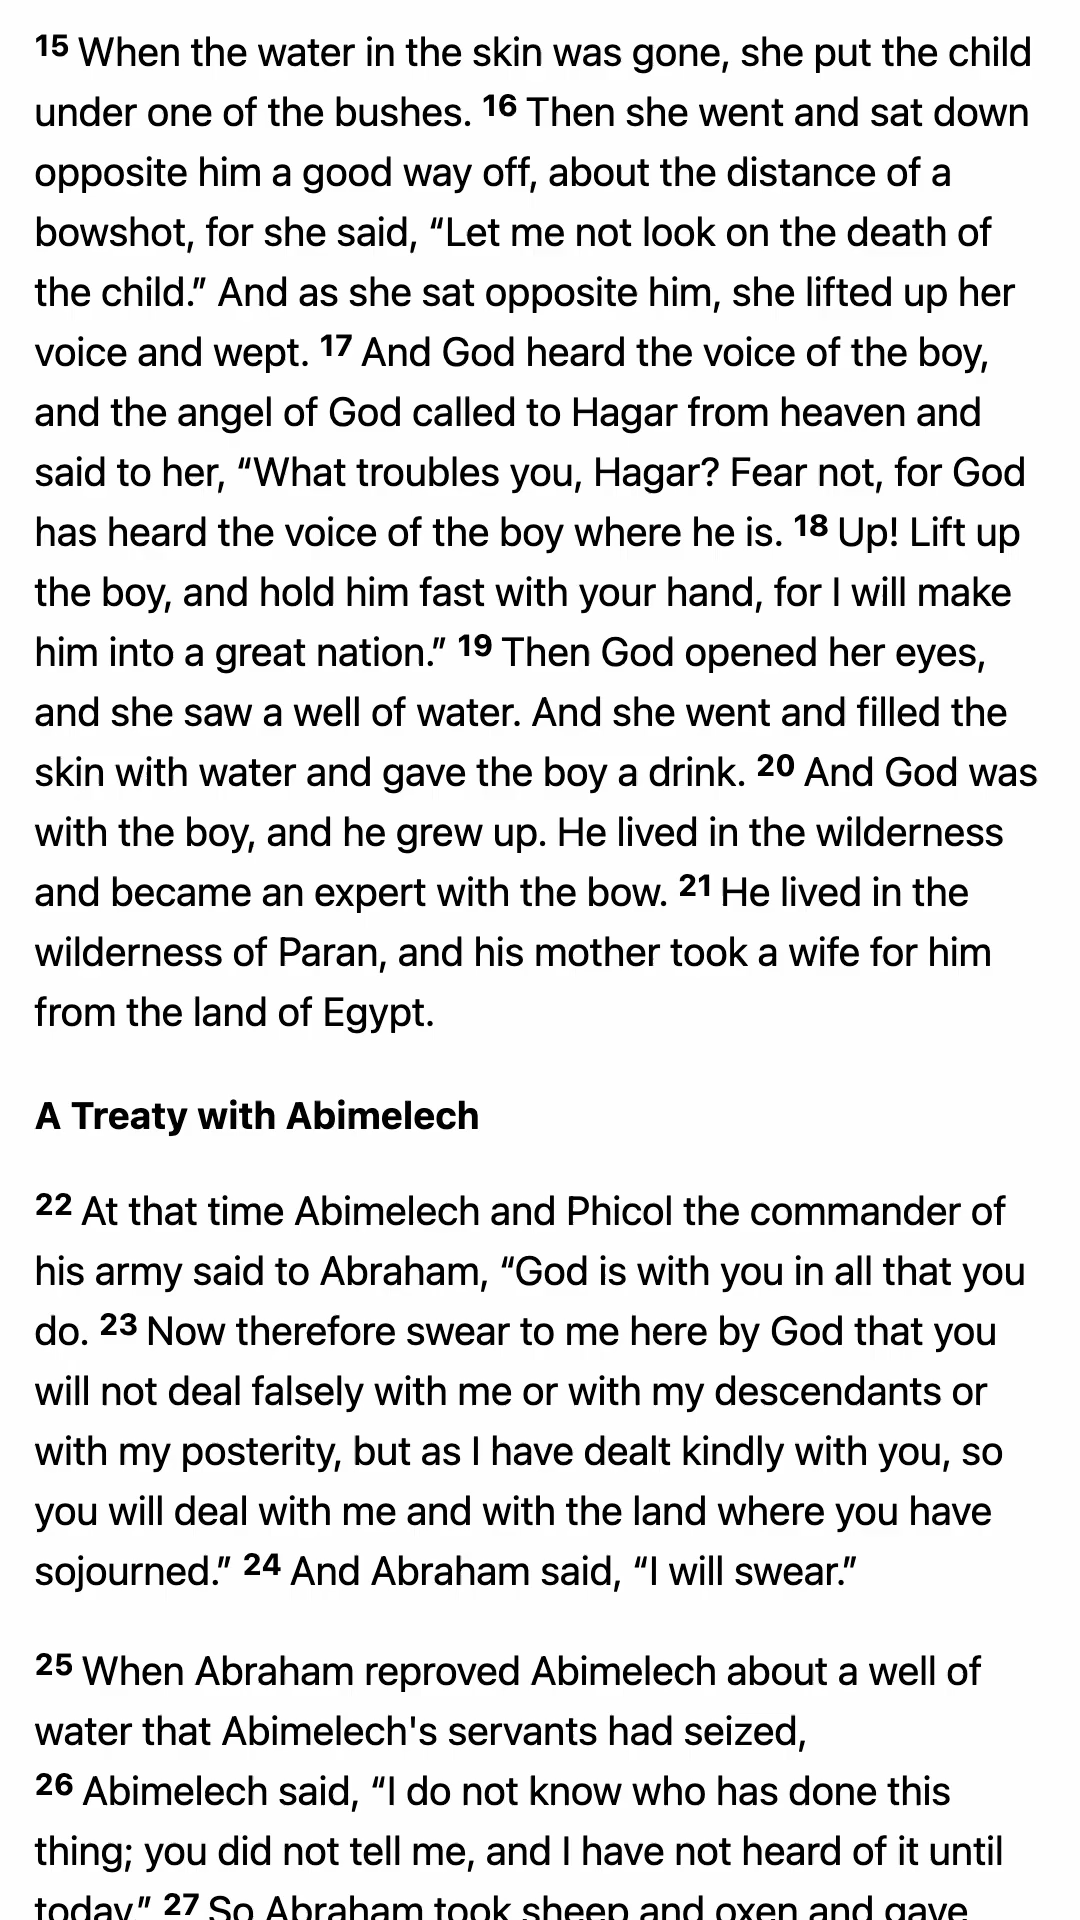 15 When the water in the skin was gone, she put the child
under one of the bushes. 16 Then she went and sat down
opposite him a good way off, about the distance of a
bowshot, for she said, “Let me not look on the death of
the child.” And as she sat opposite him, she lifted up her
voice and wept. 17 And God heard the voice of the boy,
and the angel of God called to Hagar from heaven and
said to her, “What troubles you, Hagar? Fear not, for God
has heard the voice of the boy where he is. 18 Up! Lift up
the boy, and hold him fast with your hand, for I will make
him into a great nation.” 19 Then God opened her eyes,
and she saw a well of water. And she went and filled the
skin with water and gave the boy a drink. 20 And God was
with the boy, and he grew up. He lived in the wilderness
and became an expert with the bow. 21 He lived in the
wilderness of Paran, and his mother took a wife for him
from the land of Egypt.
A Treaty with Abimelech
22 At that time Abimelech and Phicol the commander of
his army said to Abraham, “God is with you in all that you
do. 23 Now therefore swear to me here by God that you
will not deal falsely with me or with my descendants or
with my posterity, but as I have dealt kindly with you, so
you will deal with me and with the land where you have
sojourned.” 24 And Abraham said, “I will swear.”
25 When Abraham reproved Abimelech about a well of
water that Abimelech's servants had seized,
26 Abimelech said, “I do not know who has done this
thing; you did not tell me, and I have not heard of it until
today.” 27 So Abraham took sheep and oxen and gave